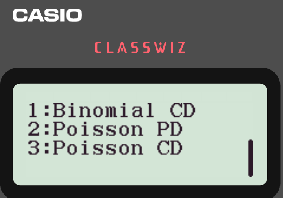 CASIO
CLASSWIZ
1:Binomial CD
2:Poisson PD
3:Poisson CD